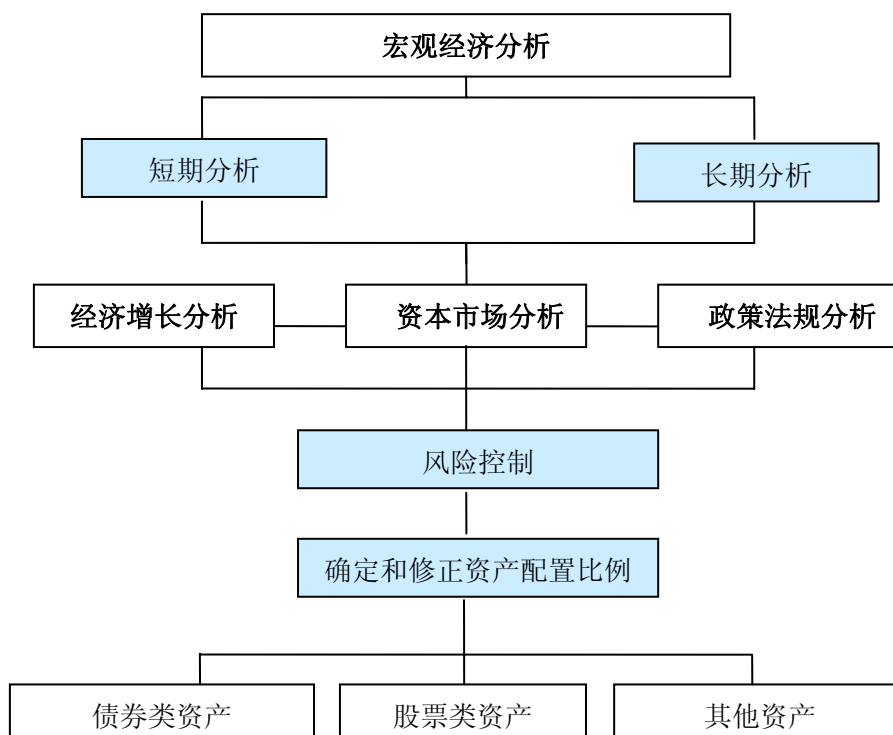 宏观经济分析
短期分析
长期分析
经济增长分析
资本市场分析
政策法规分析
风险控制
确定和修正资产配置比例
债券类资产
股票类资产
其他资产